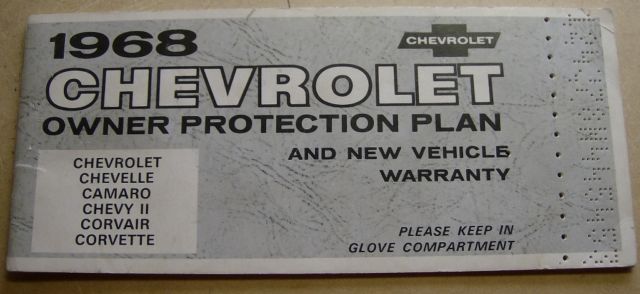 1968
CHEVROLET
CHEVROLET
OWNER PROTECTION PLAN
AND NEW VEHICLE
WARRANTY
CHEVROLET
CHEVELLE
CAMARO
CHEVY II
CORVAIR
CORVETTE
PLEASE KEEP IN
GLOVE COMPARTMENT